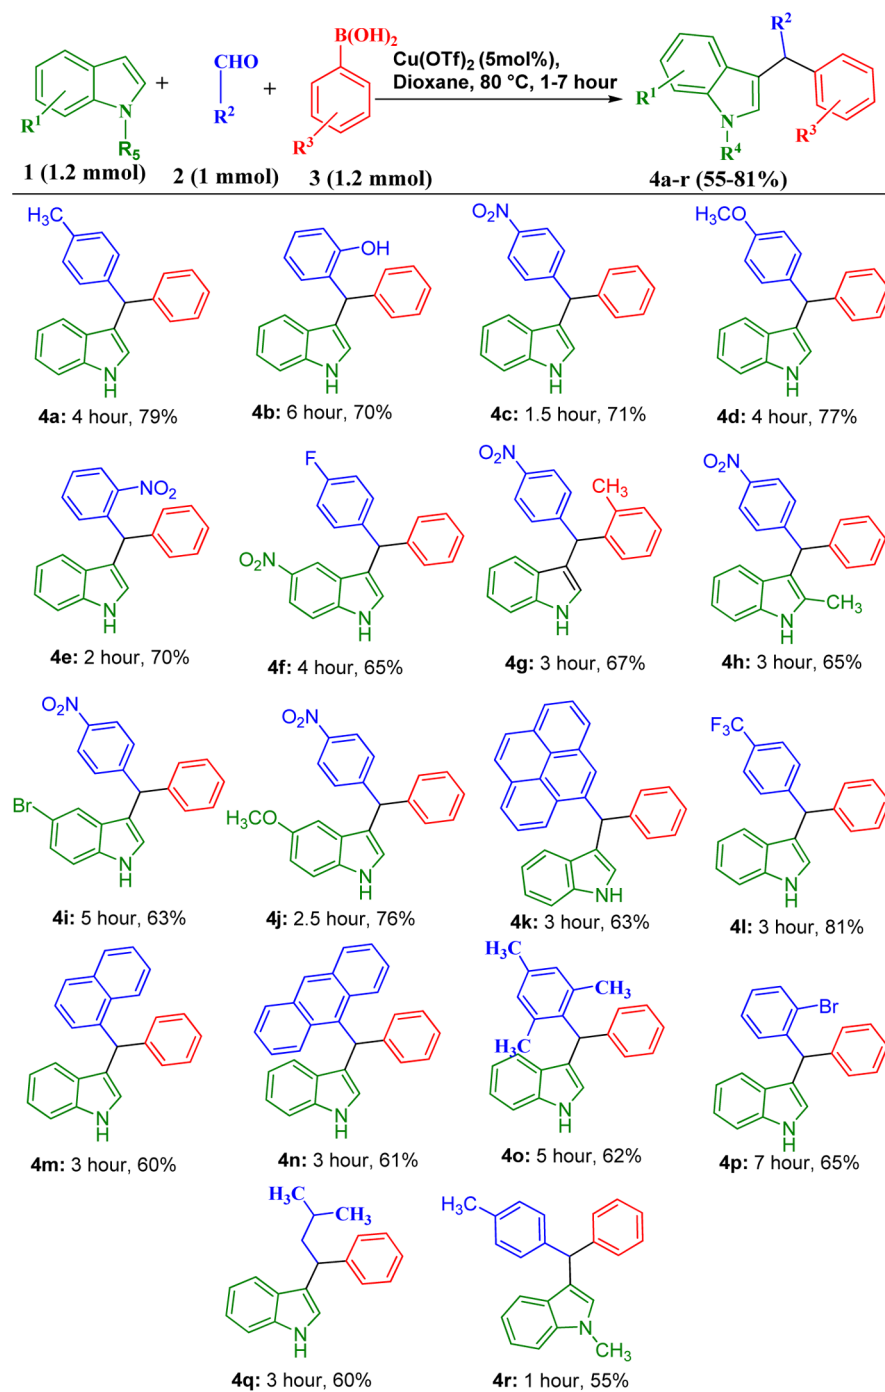 B(OH)₂
R²
CHO
Cu(OTf)₂ (5mol%),
+
+
Dioxane, 80 °C, 1-7 hour
R¹
N
R²
R³
R¹
N
R³
R₅
R⁴
1 (1.2 mmol)
2 (1 mmol)
3 (1.2 mmol)
4a-r (55-81%)
H₃C
O₂N
H₃CO
OH
N
H
N
H
N
H
N
H
4a: 4 hour, 79%
4b: 6 hour, 70%
4c: 1.5 hour, 71%
4d: 4 hour, 77%
F
O₂N
O₂N
NO₂
CH₃
O₂N
CH₃
N
H
N
H
N
H
N
H
4e: 2 hour, 70%
4f: 4 hour, 65%
4g: 3 hour, 67%
4h: 3 hour, 65%
O₂N
O₂N
F₃C
Br
H₃CO
N
H
N
H
NH
N
H
4i: 5 hour, 63%
4j: 2.5 hour, 76%
4k: 3 hour, 63%
4l: 3 hour, 81%
H₃C
CH₃
Br
H₃C
N
H
N
H
N
H
N
H
4m: 3 hour, 60%
4n: 3 hour, 61%
4o: 5 hour, 62%
4p: 7 hour, 65%
H₃C
CH₃
H₃C
N
H
N
CH₃
4q: 3 hour, 60%
4r: 1 hour, 55%